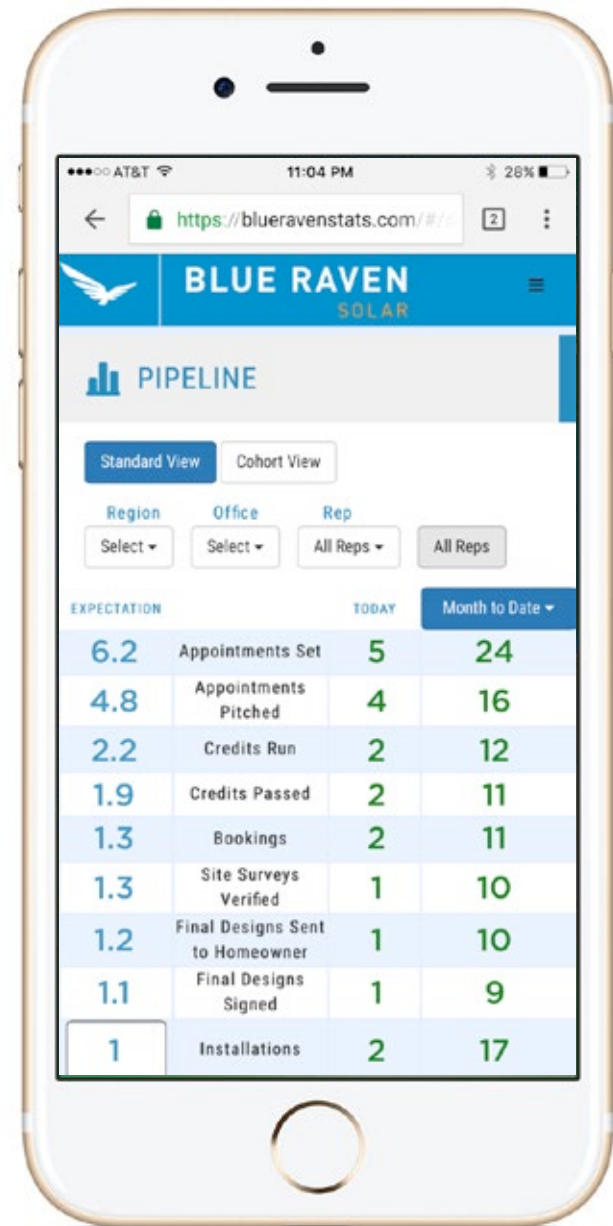 AT&T 11:04 PM 28%
https://blueravenstats.com/#/
2
BLUE RAVEN
SOLAR
PIPELINE
Standard View Cohort View
Region Office Rep
Select Select All Reps All Reps
EXPECTATION TODAY Month to Date
6.2 Appointments Set 5 24
4.8 Appointments Pitched 4 16
2.2 Credits Run 2 12
1.9 Credits Passed 2 11
1.3 Bookings 2 11
1.3 Site Surveys Verified 1 10
1.2 Final Designs Sent to Homeowner 1 10
1.1 Final Designs Signed 1 9
1 Installations 2 17